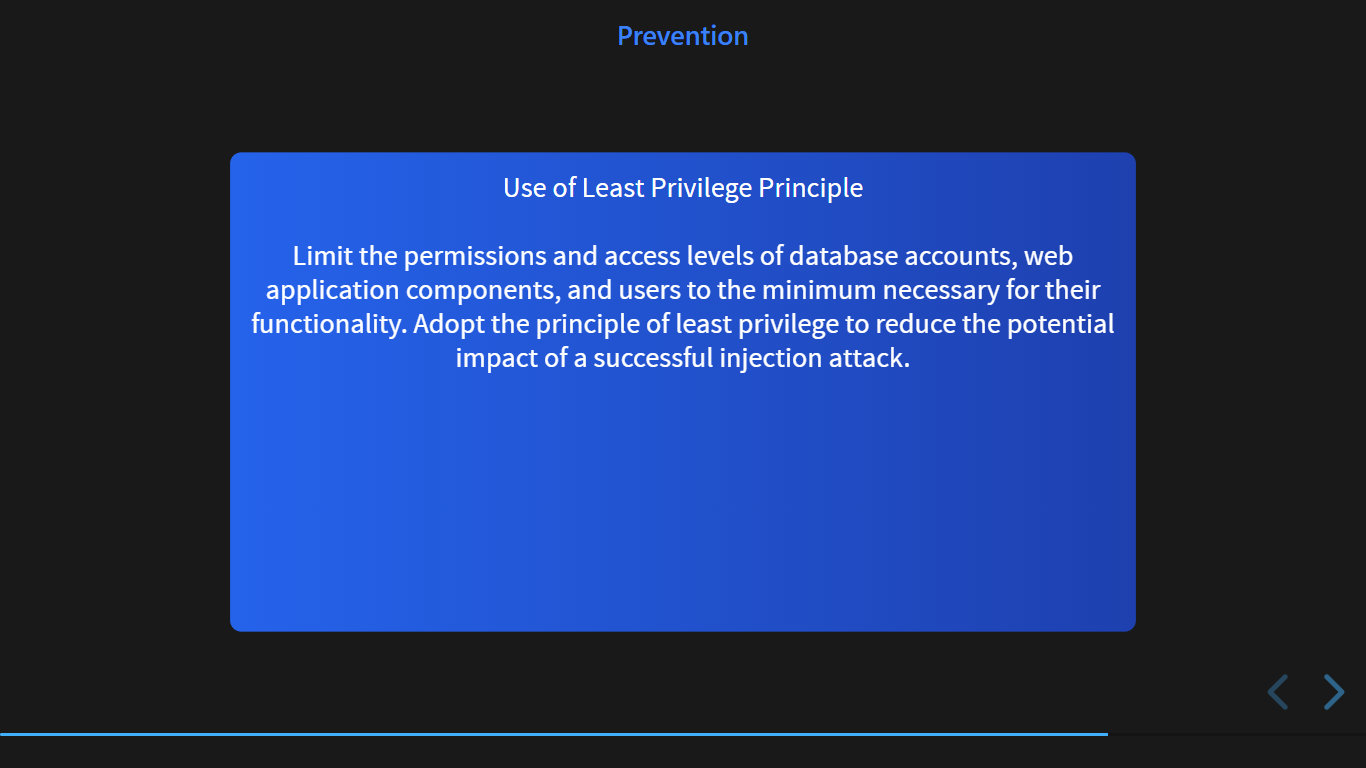 Prevention
Use of Least Privilege Principle
Limit the permissions and access levels of database accounts, web
application components, and users to the minimum necessary for their
functionality. Adopt the principle of least privilege to reduce the potential
impact of a successful injection attack.